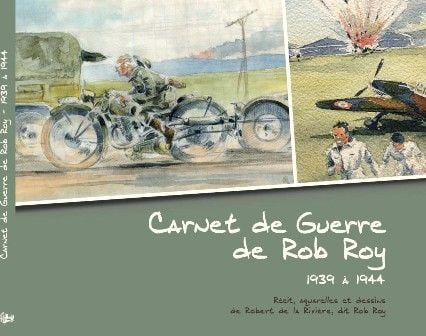 Carnet de Guerre de Rob Roy - 1939 à 1944
Carnet de Guerre
de Rob Roy
1939 à 1944
Récit, aquarelles et dessins
de Robert de la Rivière, dit Rob Roy